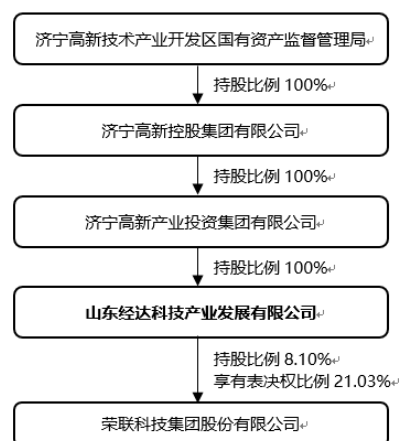 济宁高新技术产业开发区国有资产监督管理局
持股比例 100%
济宁高新控股集团有限公司
持股比例 100%
济宁高新产业投资集团有限公司
持股比例 100%
山东经达科技产业发展有限公司
持股比例 8.10%
享有表决权比例 21.03%
荣联科技集团股份有限公司